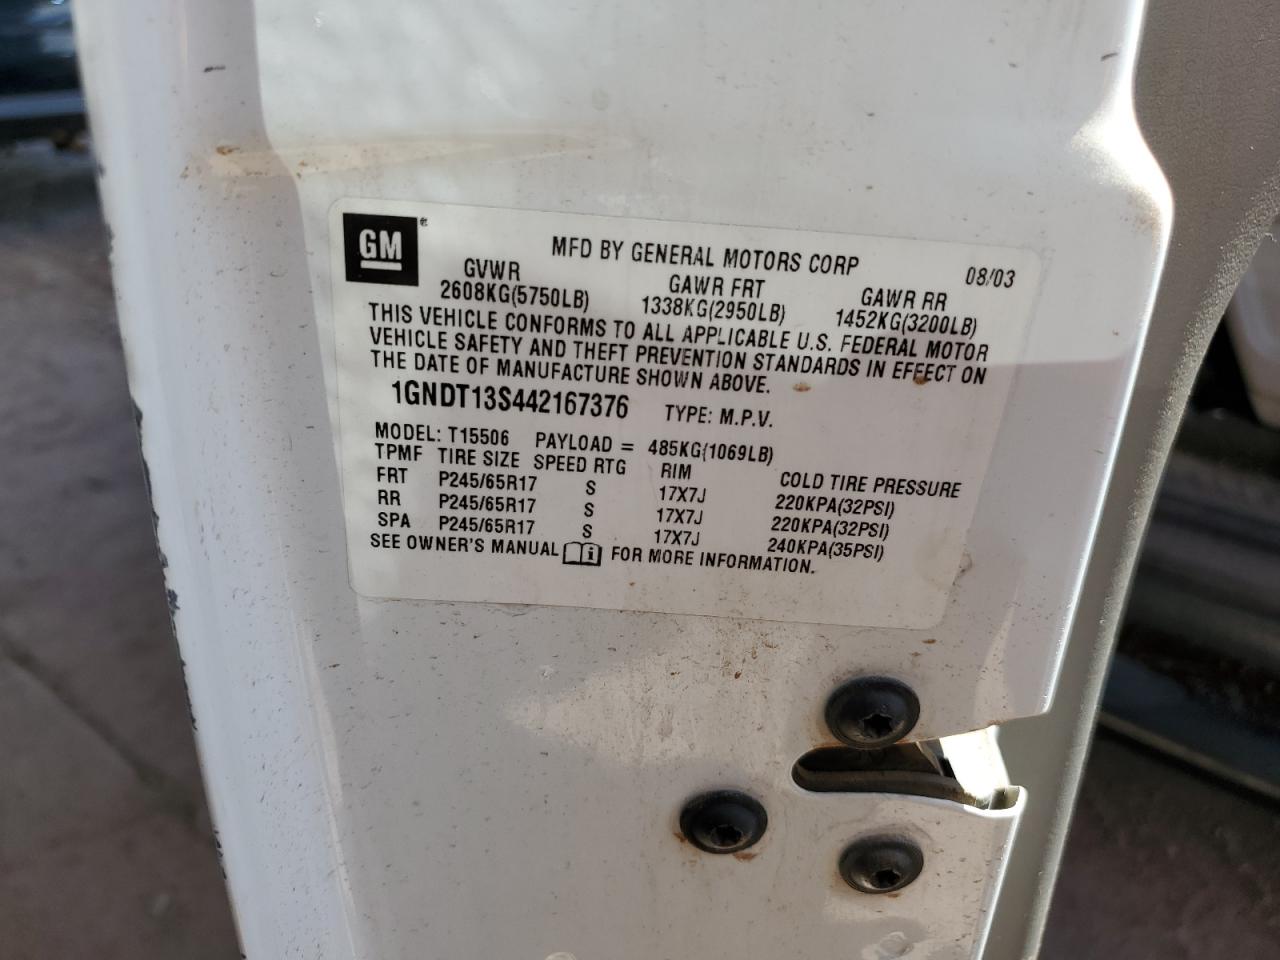 GM ®
MFD BY GENERAL MOTORS CORP 08/03
GVWR GAWR FRT GAWR RR
2608KG(5750LB) 1338KG(2950LB) 1452KG(3200LB)
THIS VEHICLE CONFORMS TO ALL APPLICABLE U.S. FEDERAL MOTOR
VEHICLE SAFETY AND THEFT PREVENTION STANDARDS IN EFFECT ON
THE DATE OF MANUFACTURE SHOWN ABOVE.
1GNDT13S442167376 TYPE: M.P.V.
MODEL: T15506 PAYLOAD = 485KG(1069LB)
TPMF TIRE SIZE SPEED RTG RIM COLD TIRE PRESSURE
FRT P245/65R17 S 17X7J 220KPA(32PSI)
RR P245/65R17 S 17X7J 220KPA(32PSI)
SPA P245/65R17 S 17X7J 240KPA(35PSI)
SEE OWNER'S MANUAL i FOR MORE INFORMATION.